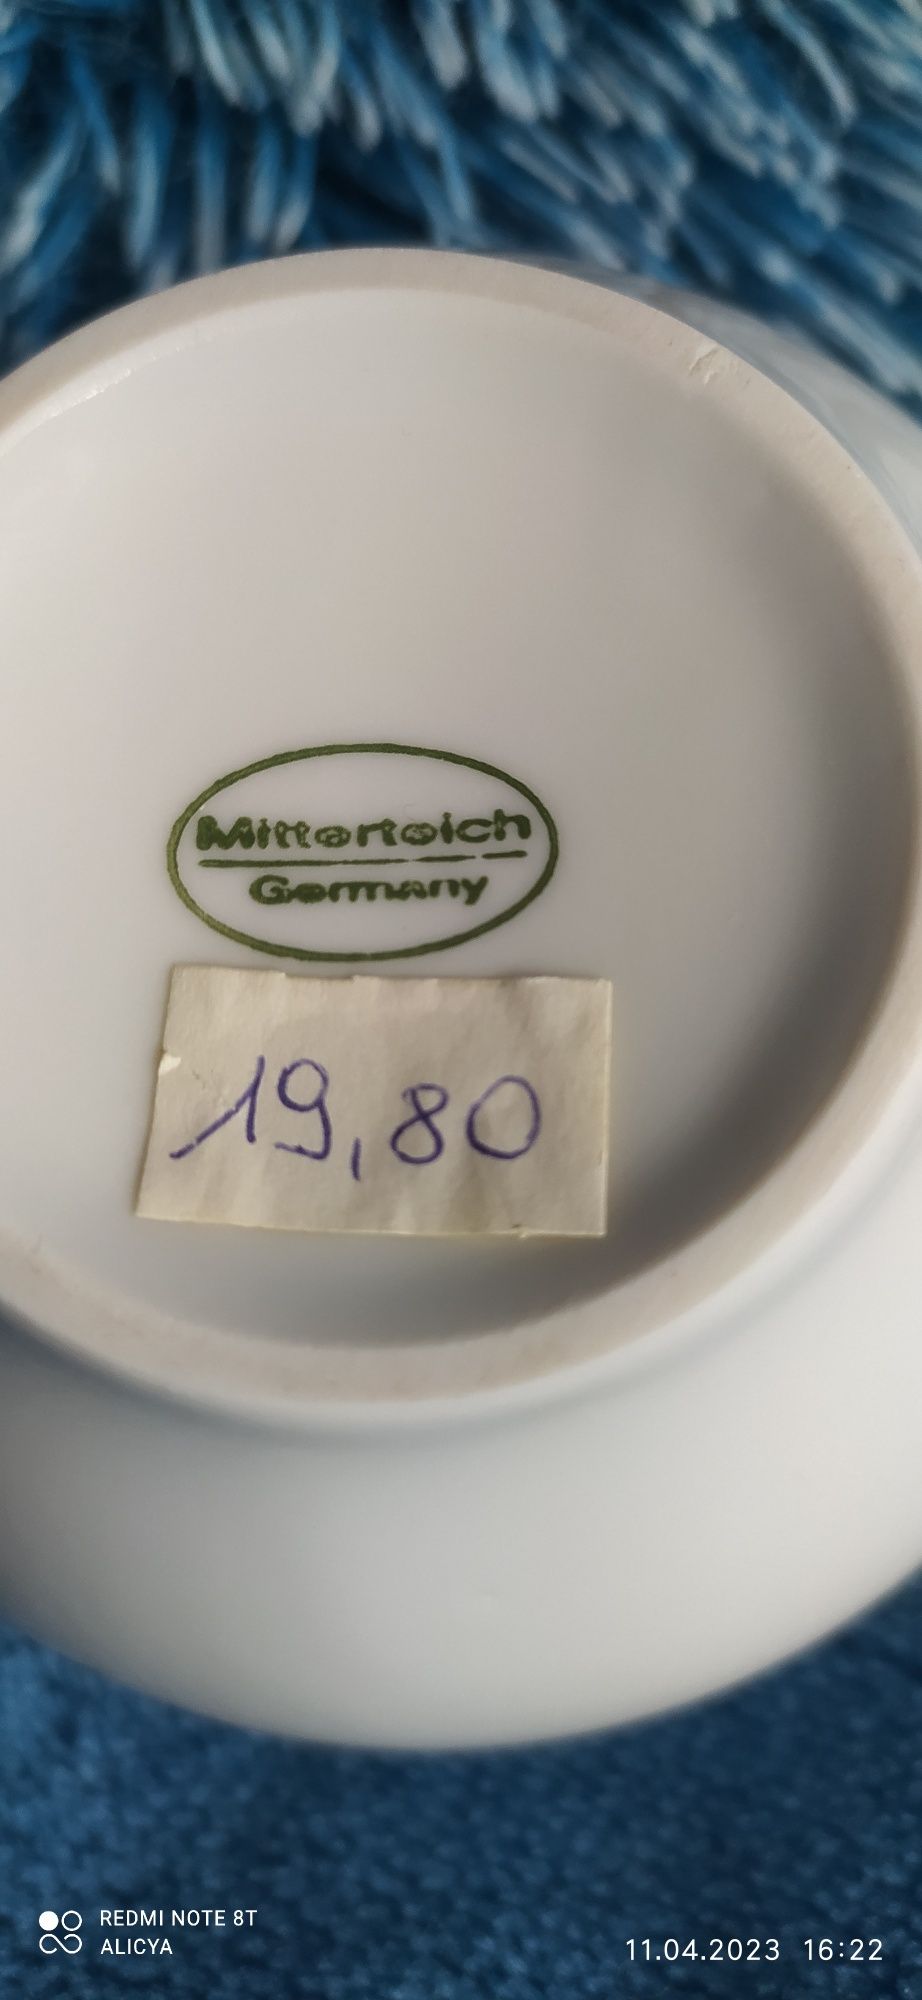 Mitterteich
Germany
19,80
REDMI NOTE 8T
ALICYA
11.04.2023 16:22